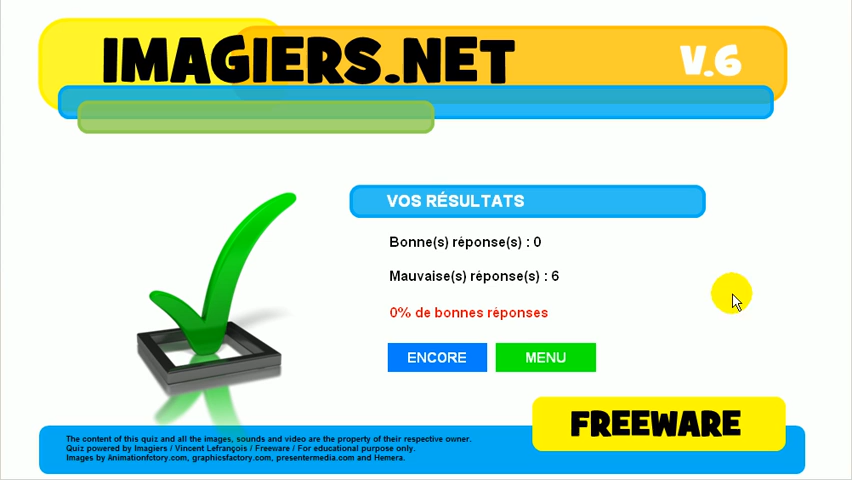 IMAGIERS.NET
V.6
VOS RÉSULTATS
Bonne(s) réponse(s) : 0
Mauvaise(s) réponse(s) : 6
0% de bonnes réponses
ENCORE
MENU
FREEWARE
The content of this quiz and all the images, sounds and video are the property of their respective owner.
Quiz powered by Imagiers / Vincent Lefrançois / Freeware / For educational purpose only.
Images by Animationfctory.com, graphicsfactory.com, presentermedia.com and Hemera.